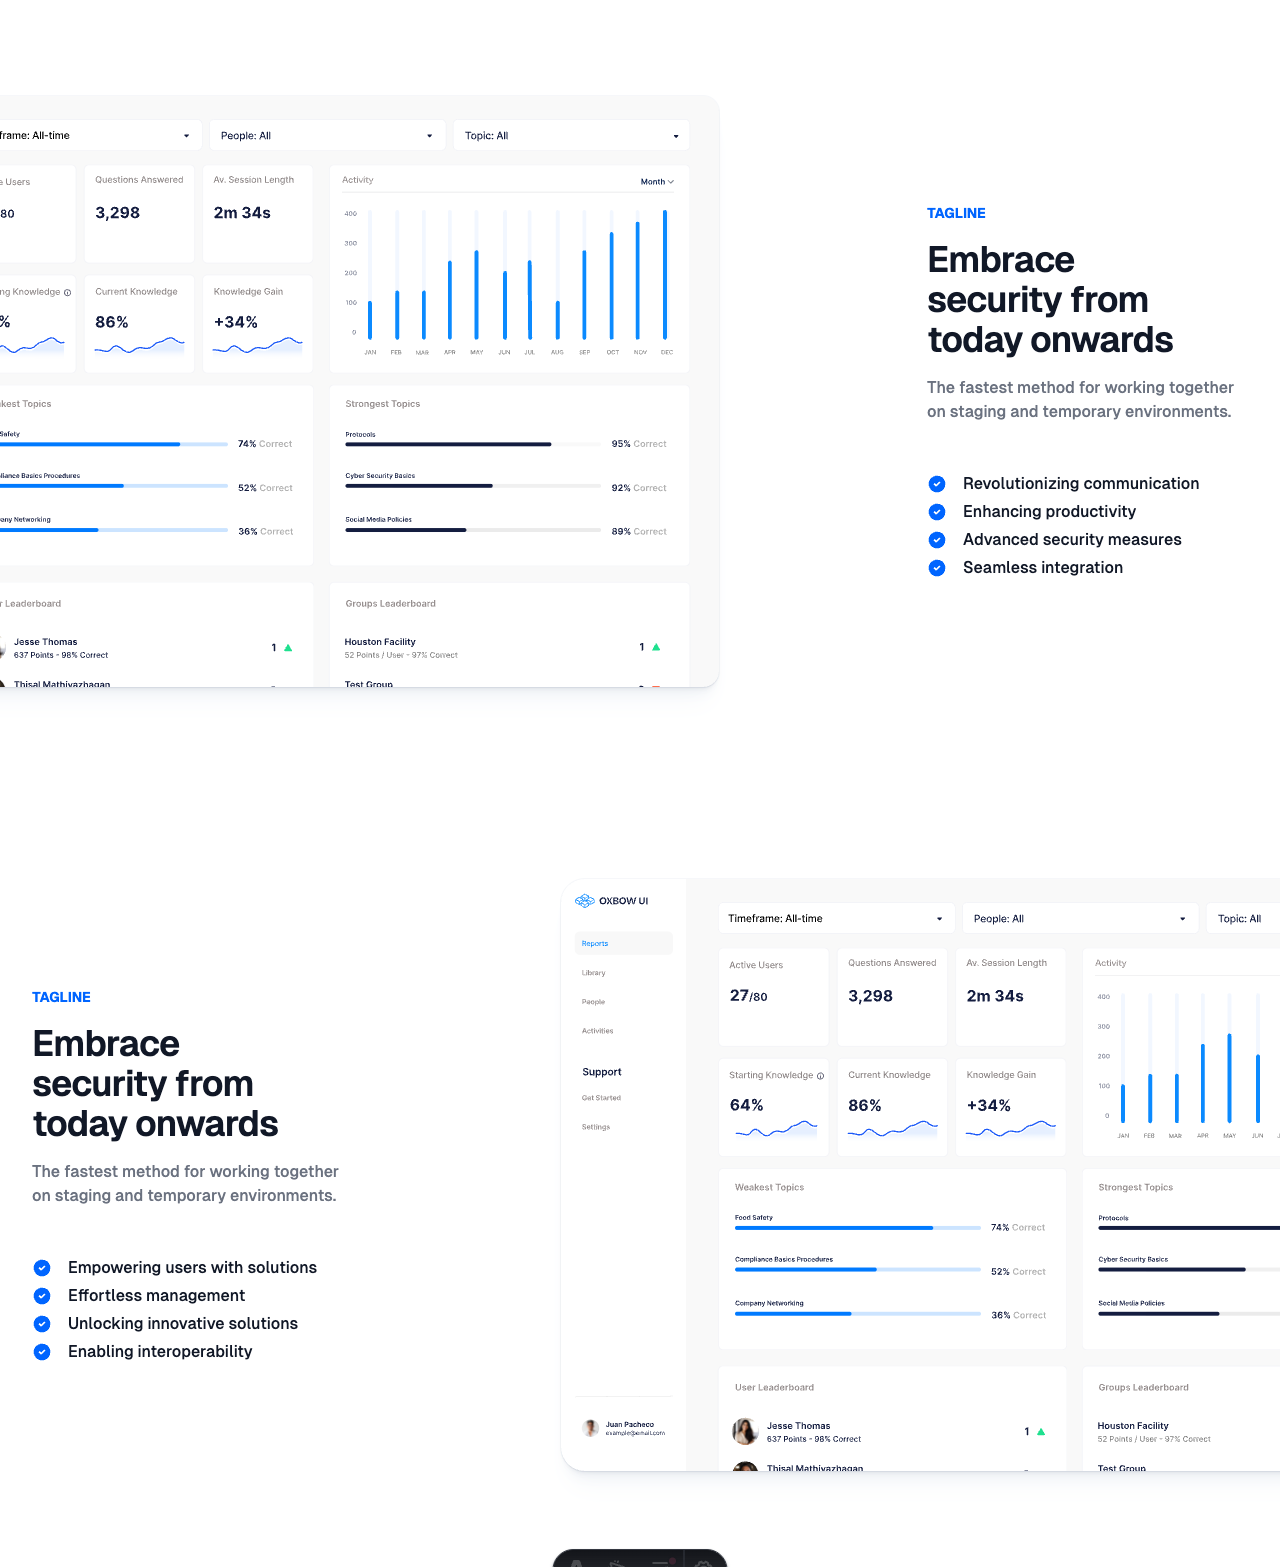 frame: All-time
People: All
Topic: All
Users
Questions Answered
Av. Session Length
/80
3,298
2m 34s
Activity
Month
400
300
200
100
0
JAN FEB MAR APR MAY JUN JUL AUG SEP OCT NOV DEC
ng Knowledge
Current Knowledge
Knowledge Gain
%
86%
+34%
kest Topics
Safety
74% Correct
liance Basics Procedures
52% Correct
any Networking
36% Correct
Strongest Topics
Protocols
95% Correct
Cyber Security Basics
92% Correct
Social Media Policies
89% Correct
r Leaderboard
Jesse Thomas
637 Points - 98% Correct
1
Thisal Mathiyazhagan
Groups Leaderboard
Houston Facility
52 Points / User - 97% Correct
1
Test Group
TAGLINE
Embrace
security from
today onwards
The fastest method for working together
on staging and temporary environments.
Revolutionizing communication
Enhancing productivity
Advanced security measures
Seamless integration
TAGLINE
Embrace
security from
today onwards
The fastest method for working together
on staging and temporary environments.
Empowering users with solutions
Effortless management
Unlocking innovative solutions
Enabling interoperability
OXBOW UI
Reports
Library
People
Activities
Support
Get Started
Settings
Juan Pacheco
example@email.com
Timeframe: All-time
People: All
Topic: All
Active Users
Questions Answered
Av. Session Length
27/80
3,298
2m 34s
Starting Knowledge
Current Knowledge
Knowledge Gain
64%
86%
+34%
Activity
400
300
200
100
0
JAN FEB MAR APR MAY JUN
Weakest Topics
Food Safety
74% Correct
Compliance Basics Procedures
52% Correct
Company Networking
36% Correct
Strongest Topics
Protocols
Cyber Security Basics
Social Media Policies
User Leaderboard
Jesse Thomas
637 Points - 98% Correct
1
Thisal Mathiyazhagan
Groups Leaderboard
Houston Facility
52 Points / User - 97% Correct
Test Group